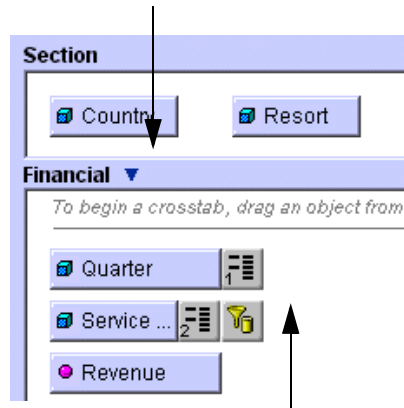 Section
Country
Resort
Financial
To begin a crosstab, drag an object from
Quarter
1
Service ...
2
Revenue